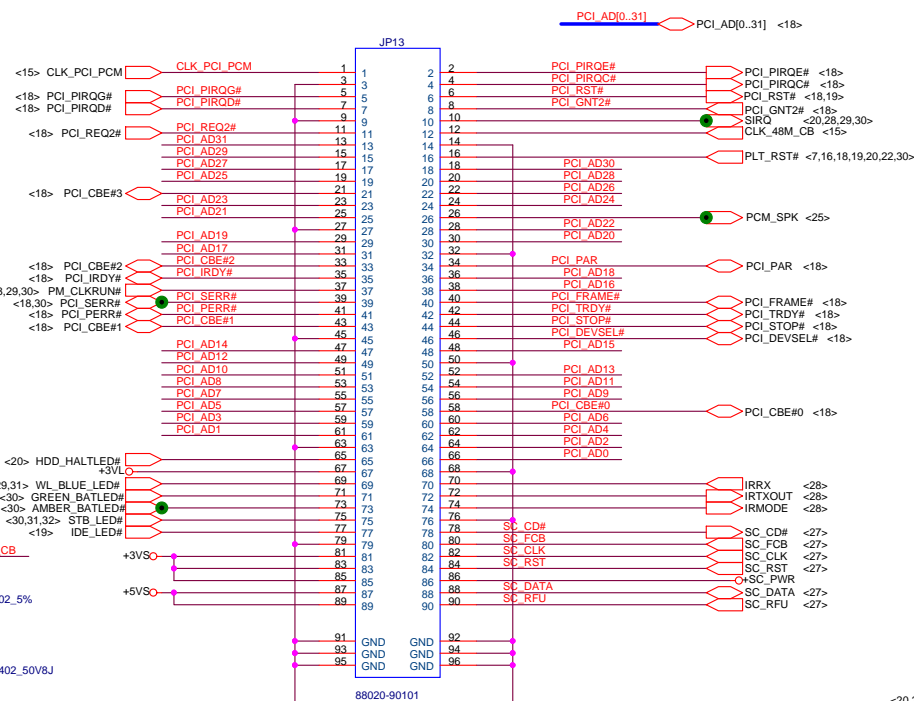 PCI_AD[0..31] PCI_AD[0..31] <18>
JP13
<15> CLK_PCI_PCM CLK_PCI_PCM 1 1 2 2 PCI_PIRQE# PCI_PIRQE# <18>
3 3 4 4 PCI_PIRQC# PCI_PIRQC# <18>
<18> PCI_PIRQG# PCI_PIRQG# 5 5 6 6 PCI_RST# PCI_RST# <18,19>
<18> PCI_PIRQD# PCI_PIRQD# 7 7 8 8 PCI_GNT2# PCI_GNT2# <18>
9 9 10 10 SIRQ <20,28,29,30>
<18> PCI_REQ2# PCI_REQ2# 11 11 12 12 CLK_48M_CB <15>
PCI_AD31 13 13 14 14
PCI_AD29 15 15 16 16 PLT_RST# <7,16,18,19,20,22,30>
PCI_AD27 17 17 18 18 PCI_AD30
PCI_AD25 19 19 20 20 PCI_AD28
<18> PCI_CBE#3 21 21 22 22 PCI_AD26
PCI_AD23 23 23 24 24 PCI_AD24
PCI_AD21 25 25 26 26 PCM_SPK <25>
27 27 28 28 PCI_AD22
PCI_AD19 29 29 30 30 PCI_AD20
PCI_AD17 31 31 32 32
<18> PCI_CBE#2 PCI_CBE#2 33 33 34 34 PCI_PAR PCI_PAR <18>
<18> PCI_IRDY# PCI_IRDY# 35 35 36 36 PCI_AD18
,29,30> PM_CLKRUN# 37 37 38 38 PCI_AD16
<18,30> PCI_SERR# PCI_SERR# 39 39 40 40 PCI_FRAME# PCI_FRAME# <18>
<18> PCI_PERR# PCI_PERR# 41 41 42 42 PCI_TRDY# PCI_TRDY# <18>
<18> PCI_CBE#1 PCI_CBE#1 43 43 44 44 PCI_STOP# PCI_STOP# <18>
45 45 46 46 PCI_DEVSEL# PCI_DEVSEL# <18>
PCI_AD14 47 47 48 48 PCI_AD15
PCI_AD12 49 49 50 50
PCI_AD10 51 51 52 52 PCI_AD13
PCI_AD8 53 53 54 54 PCI_AD11
PCI_AD7 55 55 56 56 PCI_AD9
PCI_AD5 57 57 58 58 PCI_CBE#0 PCI_CBE#0 <18>
PCI_AD3 59 59 60 60 PCI_AD6
PCI_AD1 61 61 62 62 PCI_AD4
63 63 64 64 PCI_AD2
<20> HDD_HALTLED# 65 65 66 66 PCI_AD0
+3VL 67 67 68 68
9,31> WL_BLUE_LED# 69 69 70 70 IRRX <28>
<30> GREEN_BATLED# 71 71 72 72 IRTXOUT <28>
<30> AMBER_BATLED# 73 73 74 74 IRMODE <28>
<30,31,32> STB_LED# 75 75 76 76
<19> IDE_LED# 77 77 78 78 SC_CD# SC_CD# <27>
79 79 80 80 SC_FCB SC_FCB <27>
CB +3VS 81 81 82 82 SC_CLK SC_CLK <27>
83 83 84 84 SC_RST SC_RST <27>
85 85 86 86 +SC_PWR
+5VS 87 87 88 88 SC_DATA SC_DATA <27>
02_5% 89 89 90 90 SC_RFU SC_RFU <27>
91 GND GND 92
93 GND GND 94
95 GND GND 96
402_50V8J
88020-90101